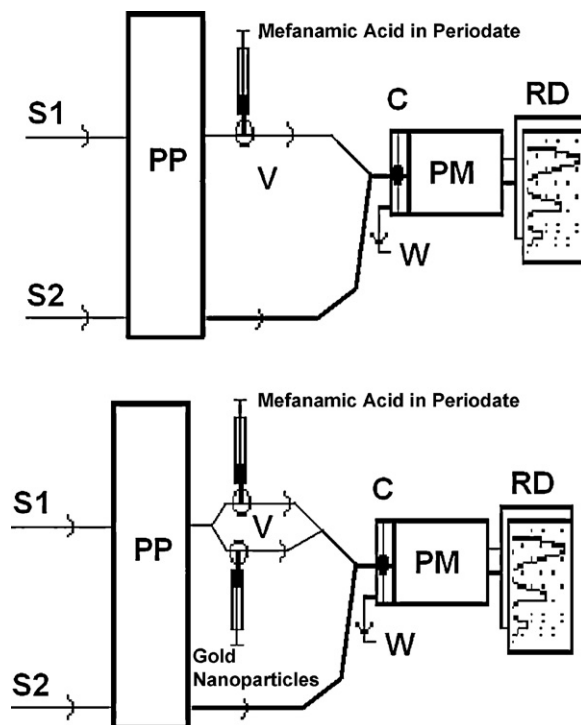 Mefanamic Acid in Periodate
S1
C
RD
PP
V
PM
W
S2
Mefanamic Acid in Periodate
S1
C
RD
V
PP
PM
W
Gold
Nanoparticles
S2